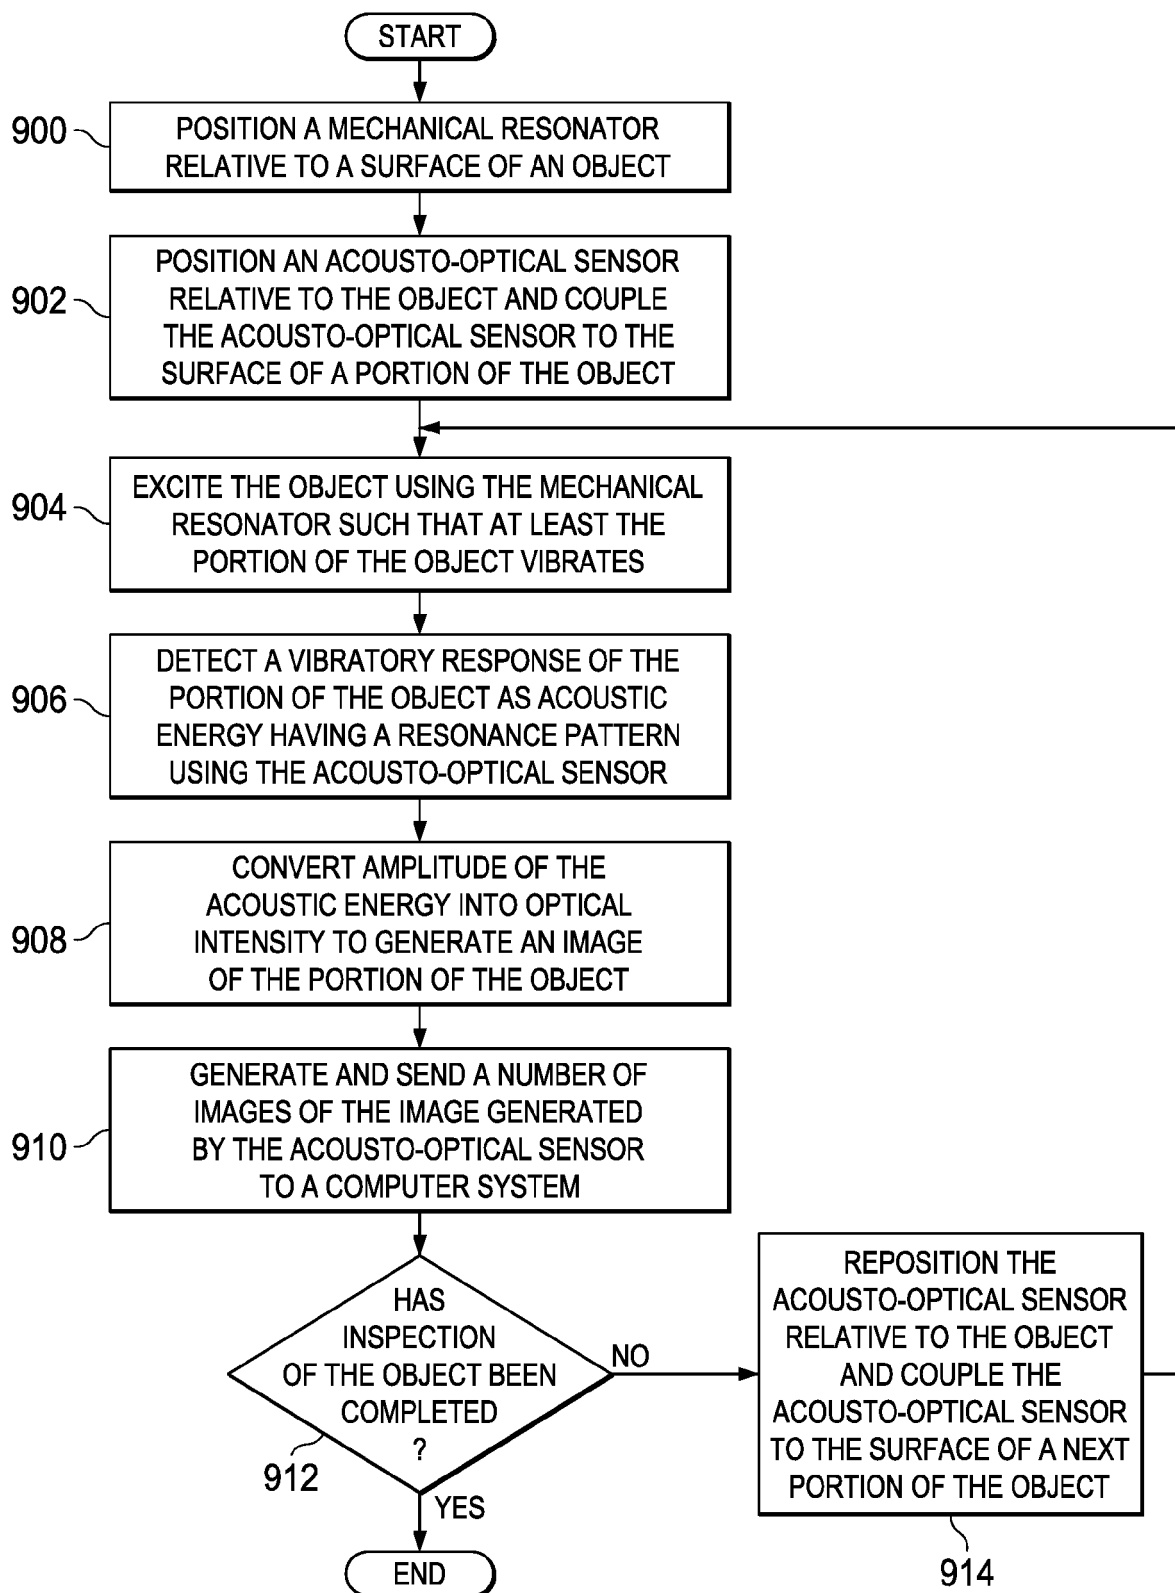 START
900
POSITION A MECHANICAL RESONATOR
RELATIVE TO A SURFACE OF AN OBJECT
902
POSITION AN ACOUSTO-OPTICAL SENSOR
RELATIVE TO THE OBJECT AND COUPLE
THE ACOUSTO-OPTICAL SENSOR TO THE
SURFACE OF A PORTION OF THE OBJECT
904
EXCITE THE OBJECT USING THE MECHANICAL
RESONATOR SUCH THAT AT LEAST THE
PORTION OF THE OBJECT VIBRATES
906
DETECT A VIBRATORY RESPONSE OF THE
PORTION OF THE OBJECT AS ACOUSTIC
ENERGY HAVING A RESONANCE PATTERN
USING THE ACOUSTO-OPTICAL SENSOR
908
CONVERT AMPLITUDE OF THE
ACOUSTIC ENERGY INTO OPTICAL
INTENSITY TO GENERATE AN IMAGE
OF THE PORTION OF THE OBJECT
910
GENERATE AND SEND A NUMBER OF
IMAGES OF THE IMAGE GENERATED
BY THE ACOUSTO-OPTICAL SENSOR
TO A COMPUTER SYSTEM
HAS
INSPECTION
OF THE OBJECT BEEN
COMPLETED
?
912
NO
YES
REPOSITION THE
ACOUSTO-OPTICAL SENSOR
RELATIVE TO THE OBJECT
AND COUPLE THE
ACOUSTO-OPTICAL SENSOR
TO THE SURFACE OF A NEXT
PORTION OF THE OBJECT
914
END